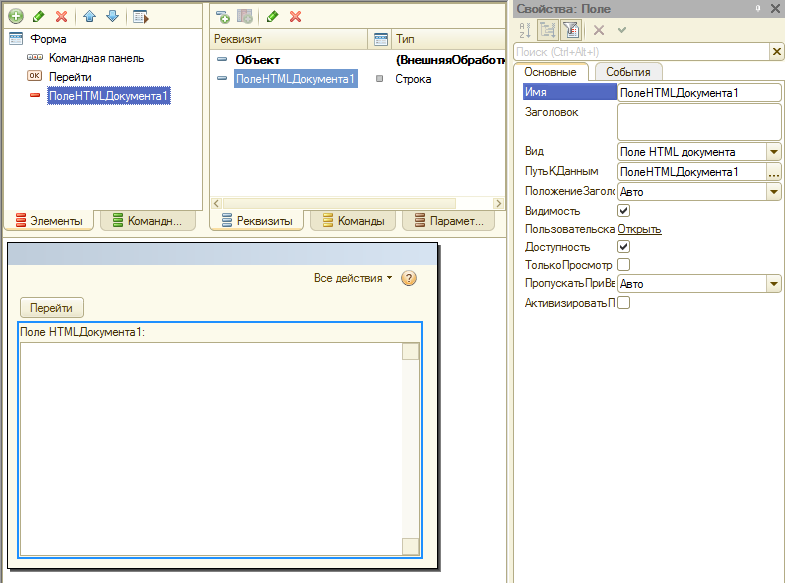 Форма
Командная панель
OK Перейти
ПолеHTMLДокумента1
Элементы
Командн...
Реквизит Тип
Объект (ВнешняяОбработк
ПолеHTMLДокумента1 Строка
Реквизиты
Команды
Парамет...
Все действия ?
Перейти
Поле HTMLДокумента1:
Свойства: Поле
Поиск (Ctrl+Alt+I)
Основные События
Имя ПолеHTMLДокумента1
Заголовок
Вид Поле HTML документа
ПутьКДанным ПолеHTMLДокумента1 ...
ПоложениеЗаголо Авто
Видимость
Пользовательска Открыть
Доступность
ТолькоПросмотр
ПропускатьПриВв Авто
АктивизироватьП